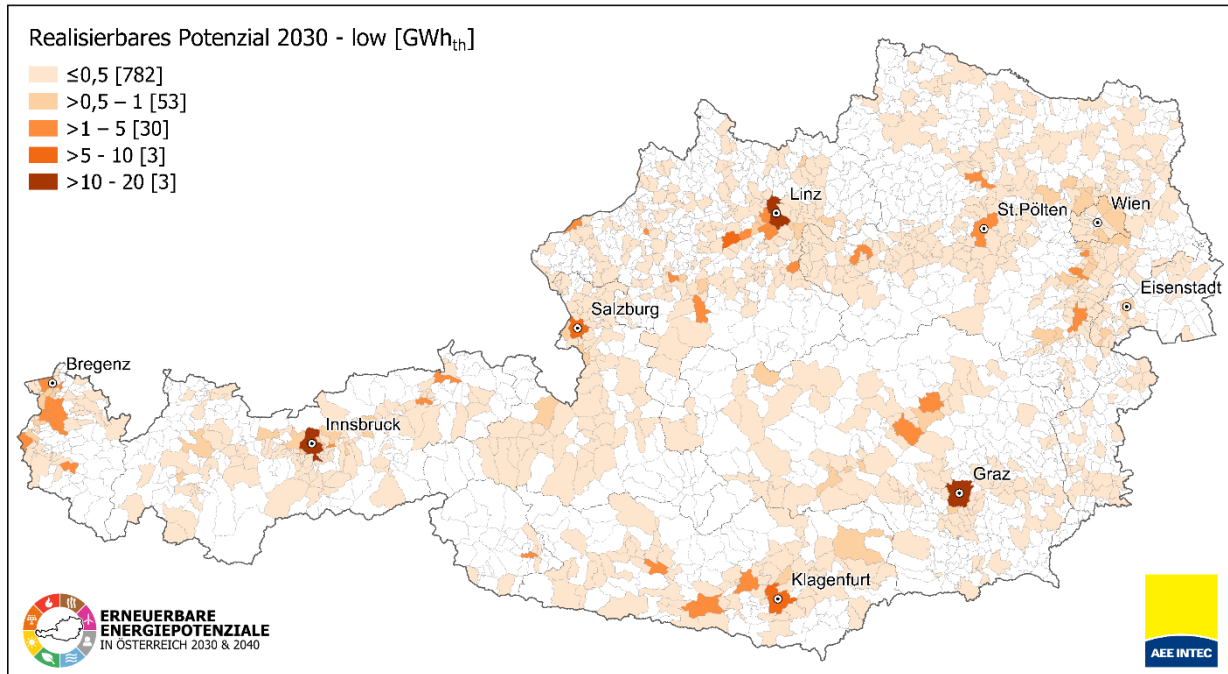 Realisierbares Potenzial 2030 - low [GWhth]
≤0,5 [782]
>0,5 – 1 [53]
>1 – 5 [30]
>5 - 10 [3]
>10 - 20 [3]
Linz
St.Pölten
Wien
Eisenstadt
Salzburg
Bregenz
Innsbruck
Graz
Klagenfurt
ERNEUERBARE
ENERGIEPOTENZIALE
IN ÖSTERREICH 2030 & 2040
AEE INTEC